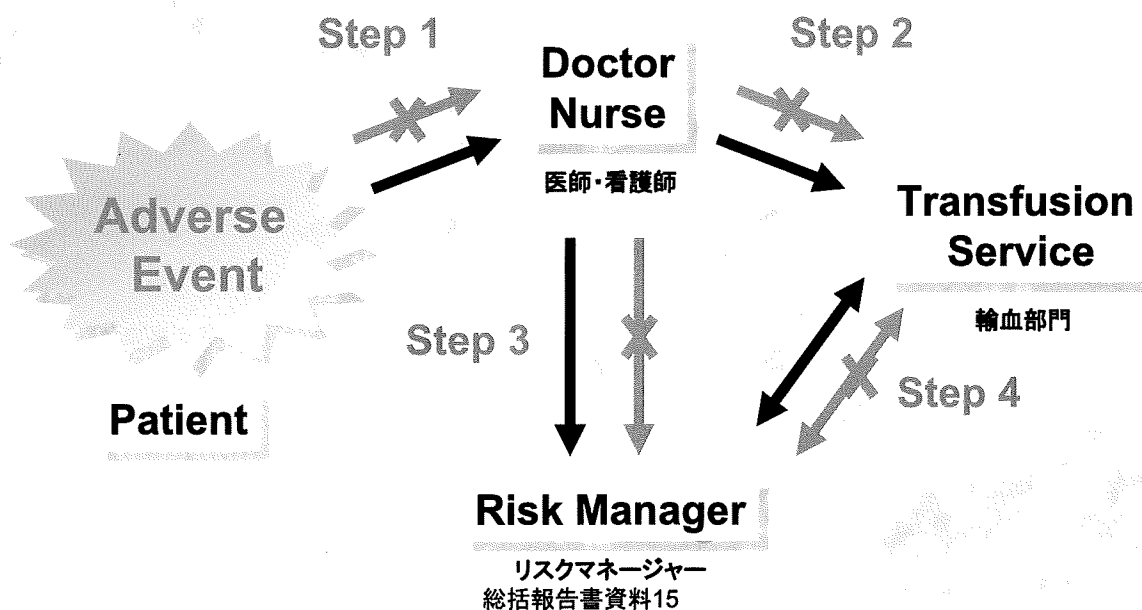 Step 1
Step 2
Doctor
Nurse
医師・看護師
Adverse
Event
Transfusion
Service
輸血部門
Step 3
Step 4
Patient
Risk Manager
リスクマネージャー
総括報告書資料15